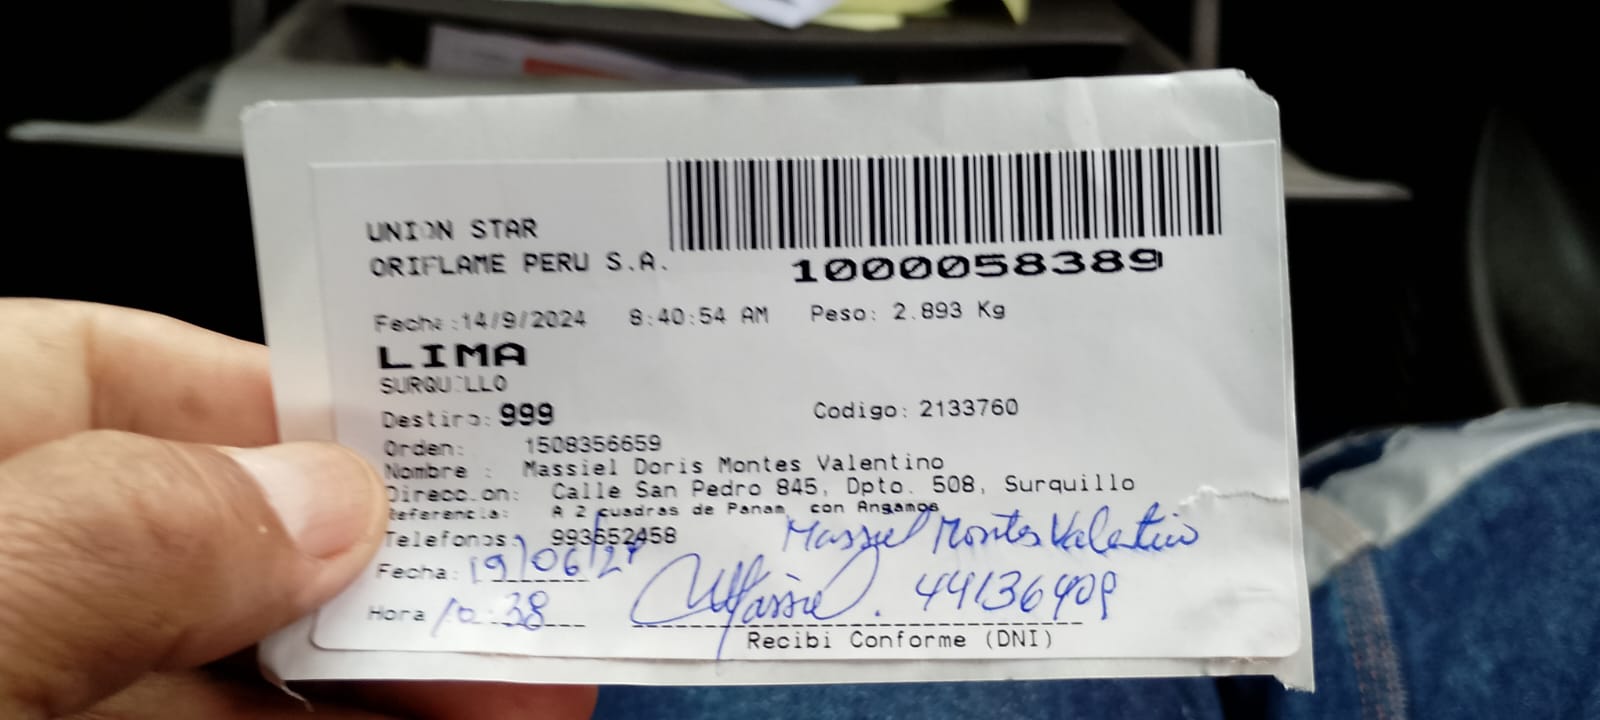 UNION STAR
ORIFLAME PERU S.A.
1000058389
Fecha:14/9/2024 8:40:54 AM Peso: 2.893 Kg
LIMA
SURQUILLO
Destino: 999 Codigo: 2133760
Orden: 1508356659
Nombre : Massiel Doris Montes Valentino
Direccion: Calle San Pedro 845, Dpto. 508, Surquillo
Referencia: A 2 cuadras de Panam con Angamos
Telefonos: 993652458 Massiel Montes Valentino
Fecha: 19/06/24
Hora 10:38 Massiel. 44136409
Recibi Conforme (DNI)